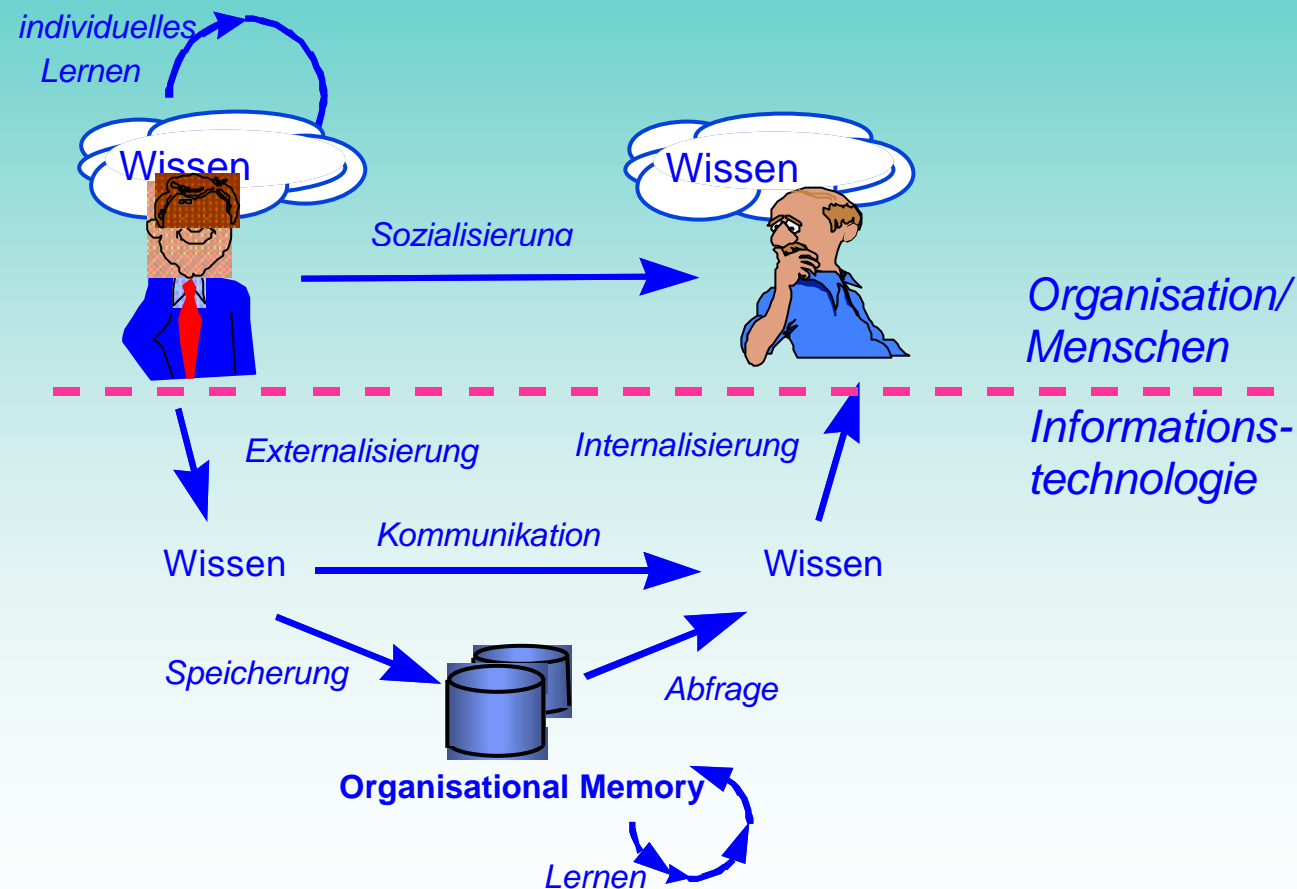 individuelles
Lernen
Wissen
Wissen
Sozialisierung
Organisation/
Menschen
Informations-
technologie
Externalisierung
Internalisierung
Kommunikation
Wissen
Wissen
Speicherung
Abfrage
Organisational Memory
Lernen